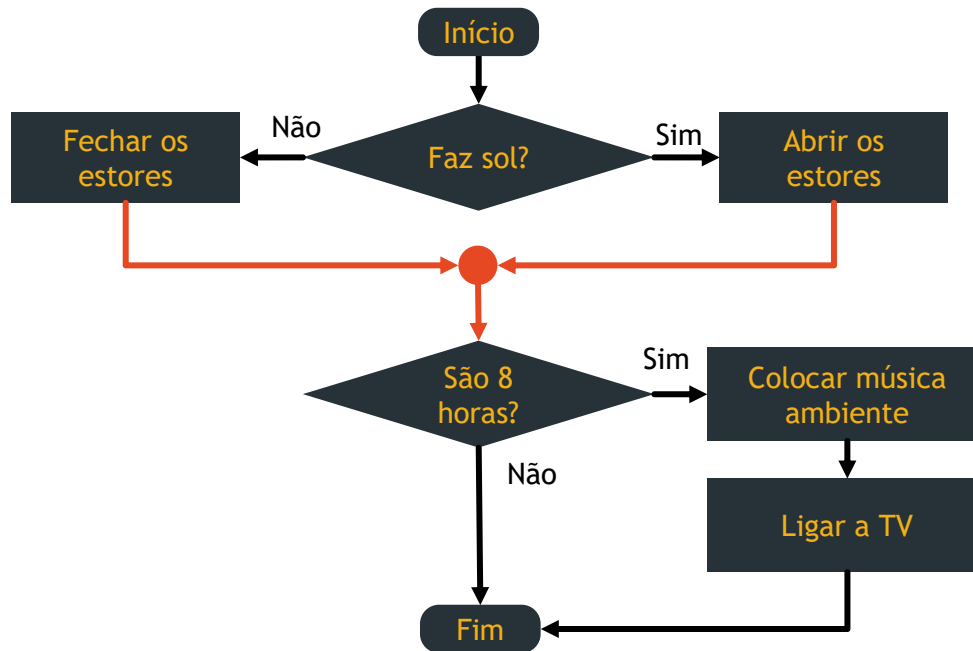 Início
Não
Sim
Fechar os
estores
Faz sol?
Abrir os
estores
Sim
São 8
horas?
Colocar música
ambiente
Não
Ligar a TV
Fim